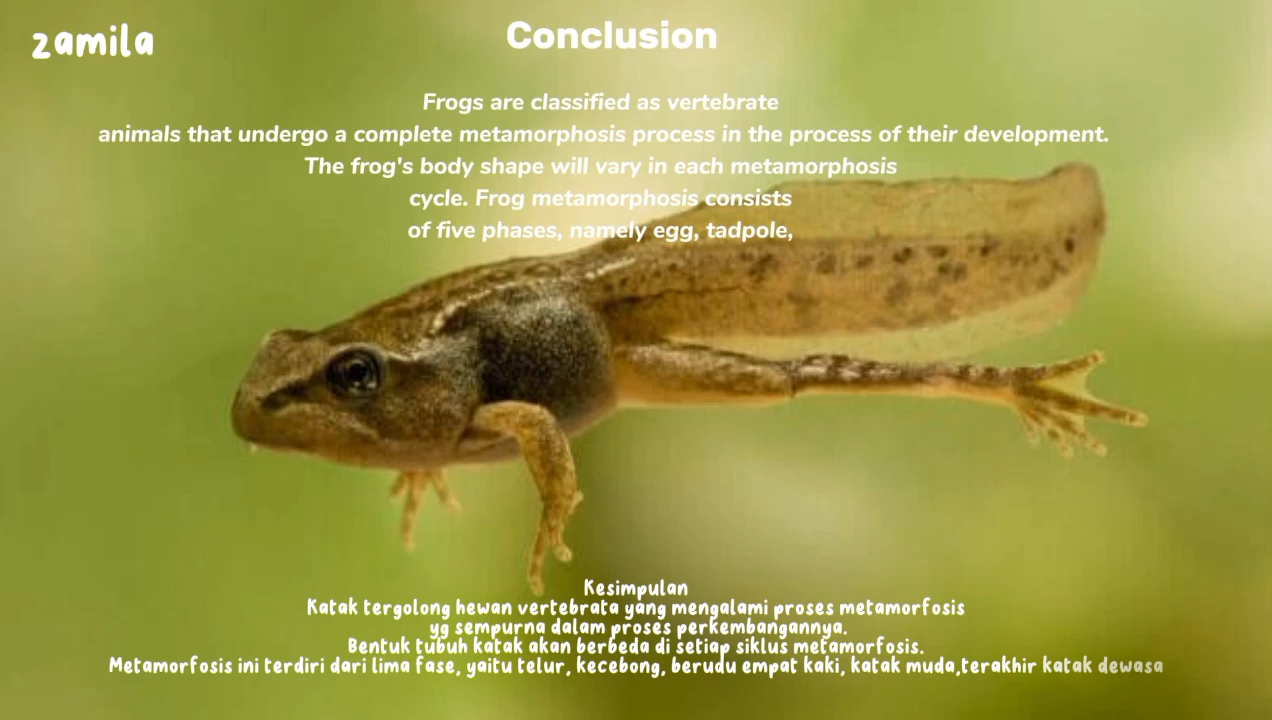 zamila
Conclusion
Frogs are classified as vertebrate
animals that undergo a complete metamorphosis process in the process of their development.
The frog's body shape will vary in each metamorphosis
cycle. Frog metamorphosis consists
of five phases, namely egg, tadpole,
Kesimpulan
Katak tergolong hewan vertebrata yang mengalami proses metamorfosis
yg sempurna dalam proses perkembangannya.
Bentuk tubuh katak akan berbeda di setiap siklus metamorfosis.
Metamorfosis ini terdiri dari lima fase, yaitu telur, kecebong, berudu empat kaki, katak muda,terakhir katak dewasa